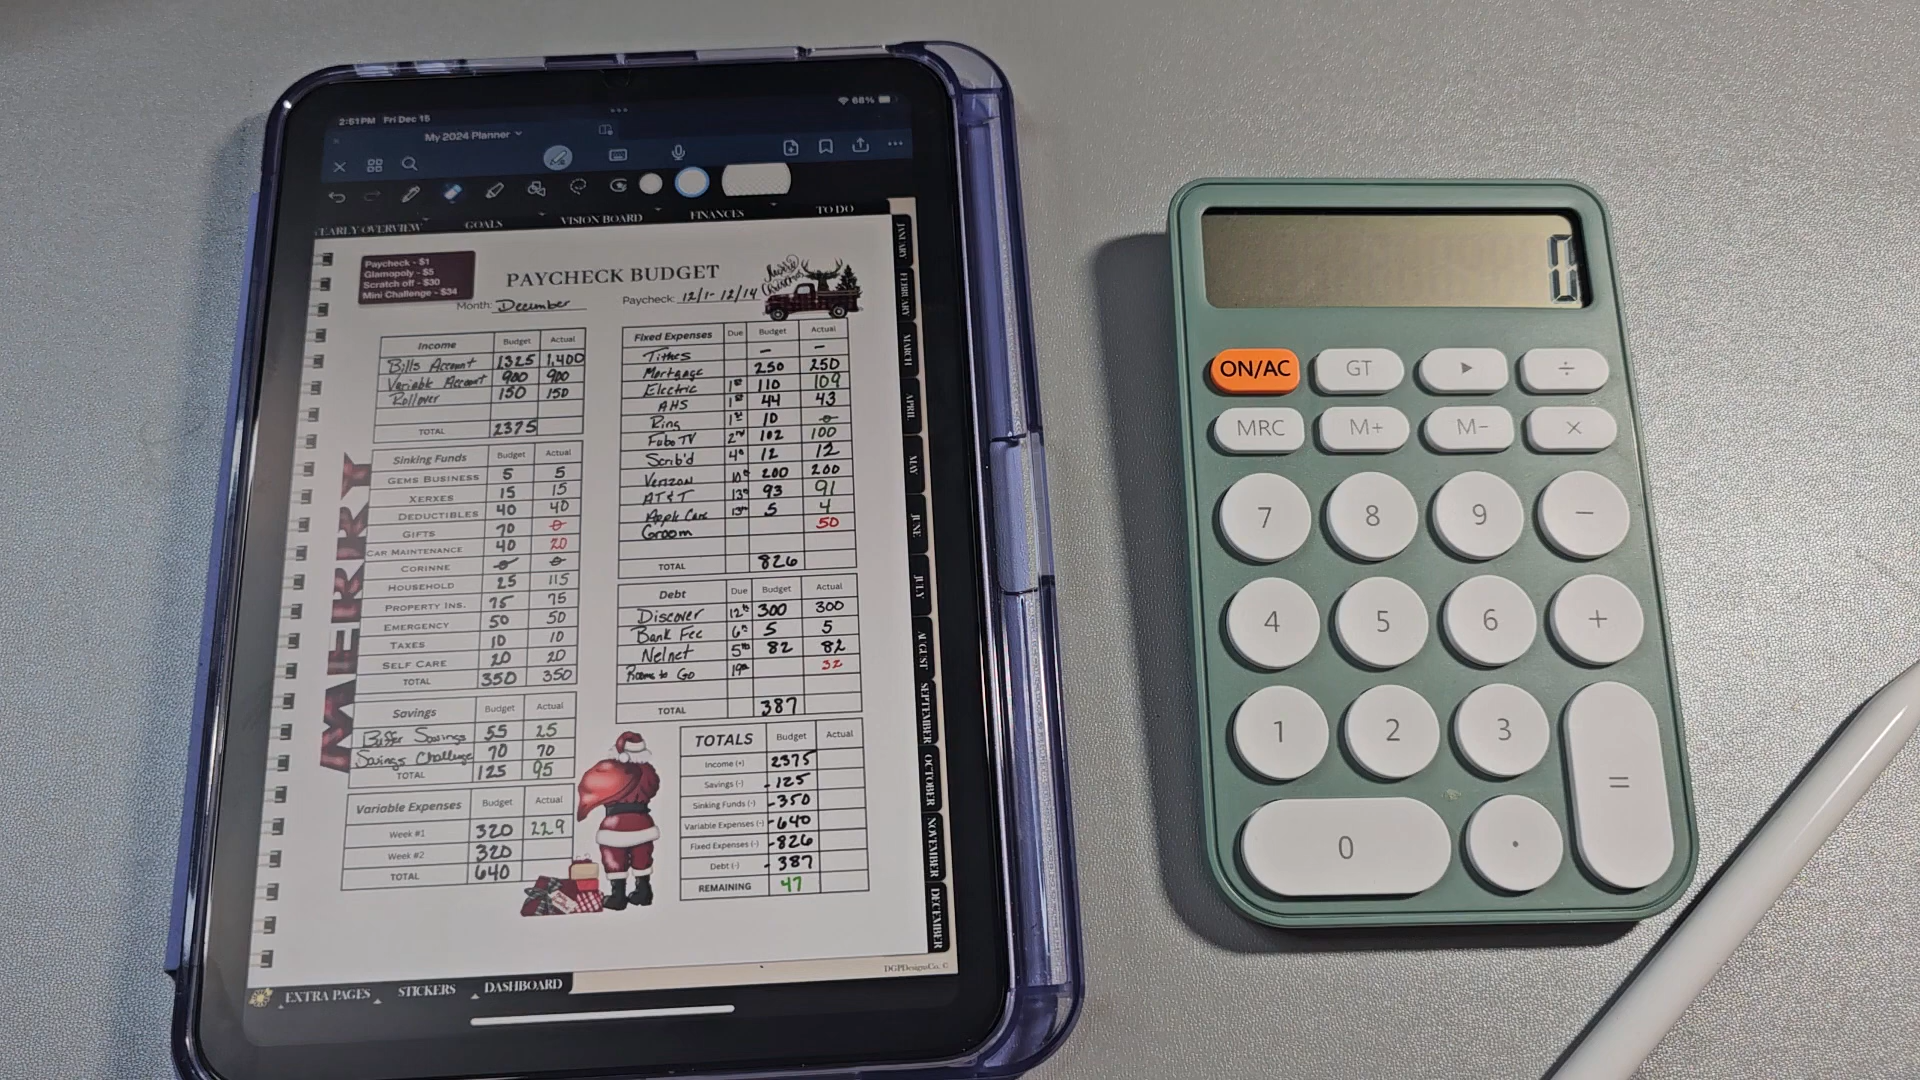 2:51PM Fri Dec 15
68%
My 2024 Planner
YEARLY OVERVIEW GOALS VISION BOARD FINANCES TO DO
Paycheck - $1
Glamopoly - $5
Scratch off - $30
Mini Challenge - $34
PAYCHECK BUDGET
Merry Christmas
Month: December
Paycheck: 12/1 - 12/14
MERRY
Income Budget Actual
Bills Account 1325 1,400
Variable Account 900 900
Rollover 150 150
TOTAL 2375
Sinking Funds Budget Actual
GEMS BUSINESS 5 5
XERXES 15 15
DEDUCTIBLES 40 40
GIFTS 70 0
CAR MAINTENANCE 40 20
CORINNE 0 0
HOUSEHOLD 25 115
PROPERTY INS. 75 75
EMERGENCY 50 50
TAXES 10 10
SELF CARE 20 20
TOTAL 350 350
Savings Budget Actual
Buffer Savings 55 25
Savings Challenge 70 70
TOTAL 125 95
Variable Expenses Budget Actual
Week #1 320 229
Week #2 320
TOTAL 640
Fixed Expenses Due Budget Actual
Tithes - -
Mortgage 250 250
Electric 1st 110 109
AHS 1st 44 43
Ring 1st 10 0
Fubo TV 2nd 102 100
Scrib'd 4th 12 12
Verizon 10th 200 200
AT&T 13th 93 91
Apple Care 13th 5 4
Groom 50
TOTAL 826
Debt Due Budget Actual
Discover 12th 300 300
Bank Fee 6th 5 5
Nelnet 5th 82 82
Rooms to Go 19th 32
TOTAL 387
TOTALS Budget Actual
Income (+) 2375
Savings (-) -125
Sinking Funds (-) -350
Variable Expenses (-) -640
Fixed Expenses (-) -826
Debt (-) -387
REMAINING 47
JANUARY
FEBRUARY
MARCH
APRIL
MAY
JUNE
JULY
AUGUST
SEPTEMBER
OCTOBER
NOVEMBER
DECEMBER
DGPDesignsCo. ©
EXTRA PAGES STICKERS DASHBOARD
0
ON/AC GT ▶ ÷
MRC M+ M- ×
7 8 9 −
4 5 6 +
1 2 3
0 . =